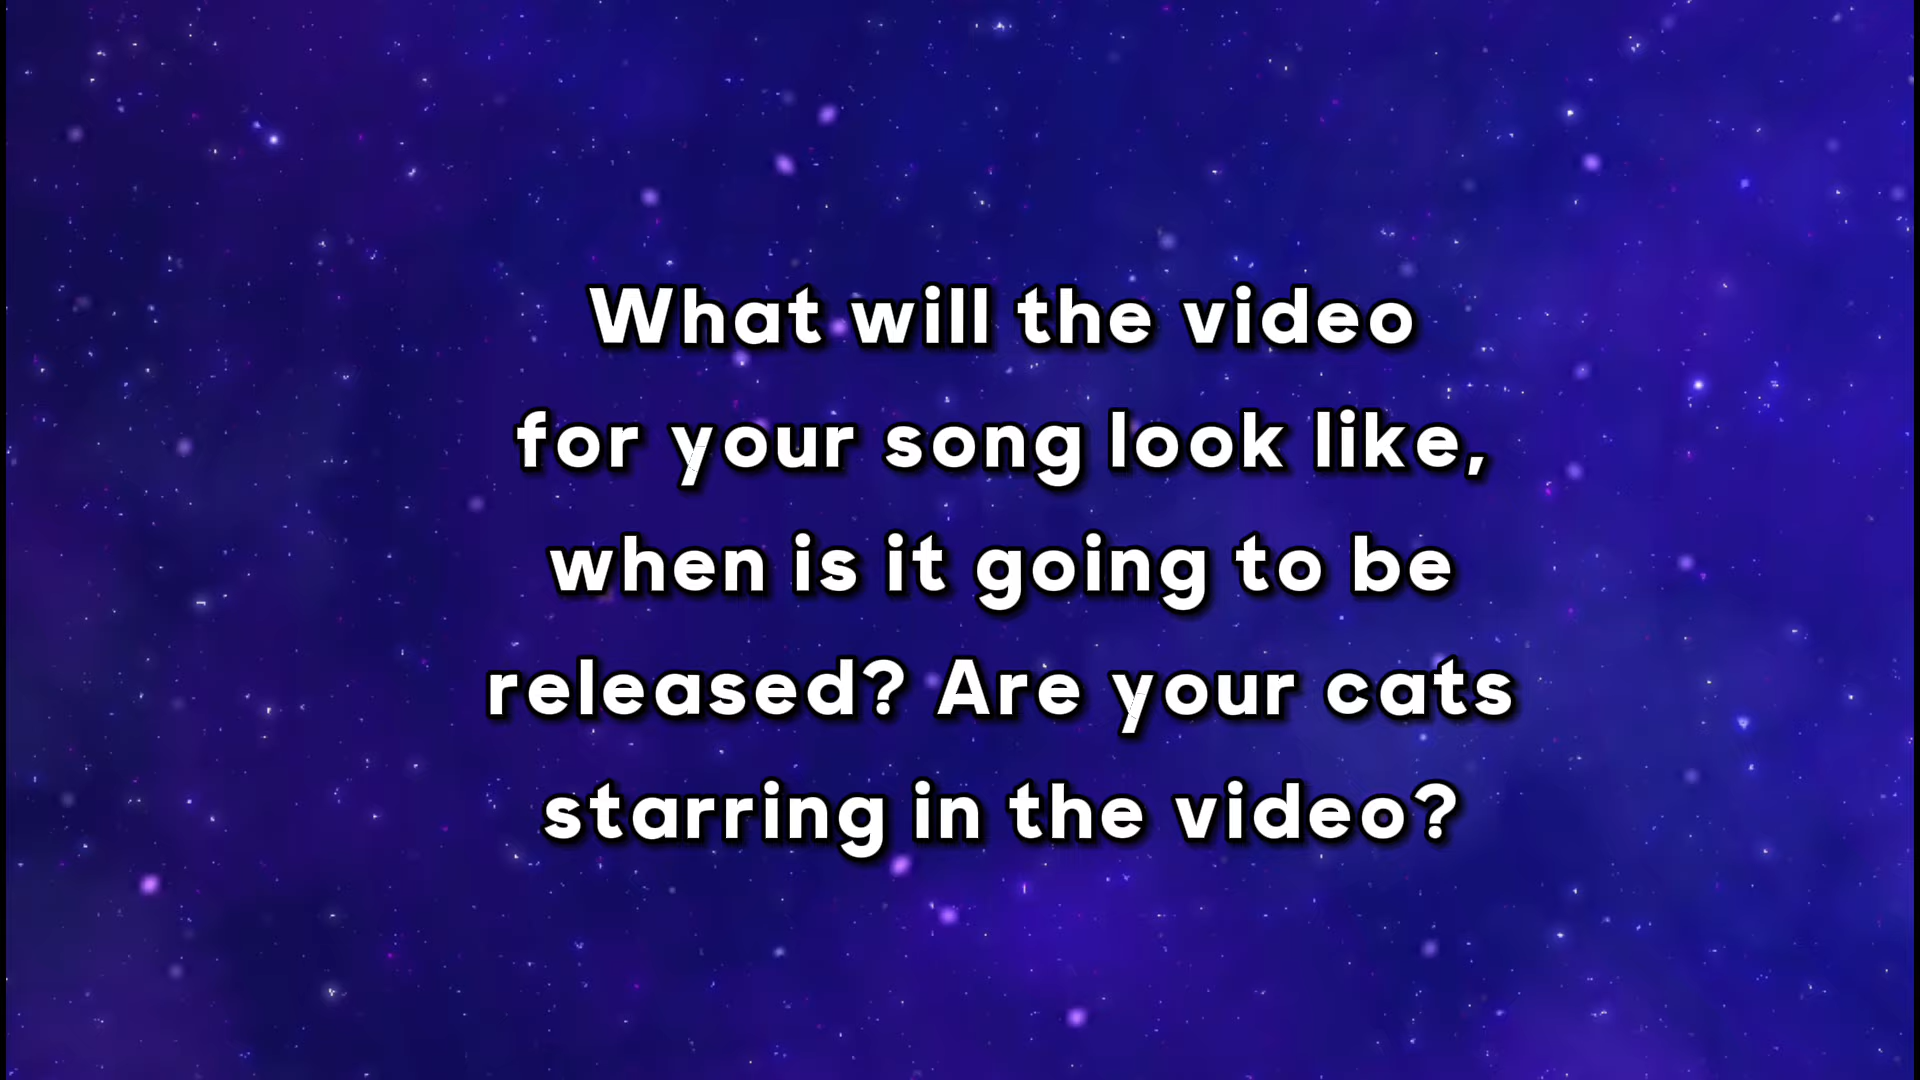 What will the video
for your song look like,
when is it going to be
released? Are your cats
starring in the video?